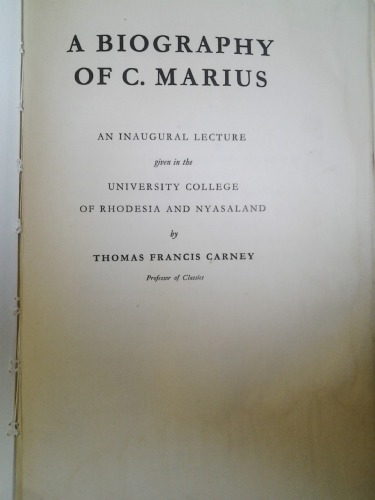 A BIOGRAPHY
OF C. MARIUS
AN INAUGURAL LECTURE
given in the
UNIVERSITY COLLEGE
OF RHODESIA AND NYASALAND
by
THOMAS FRANCIS CARNEY
Professor of Classics